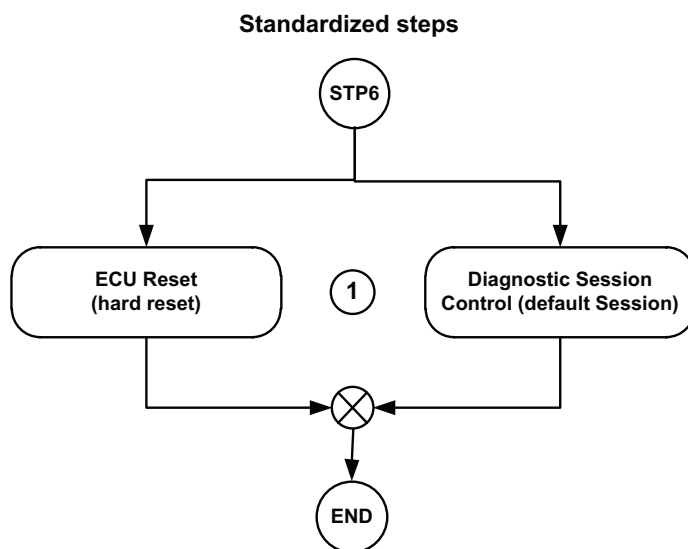 Standardized steps
STP6
ECU Reset
(hard reset)
1
Diagnostic Session
Control (default Session)
END